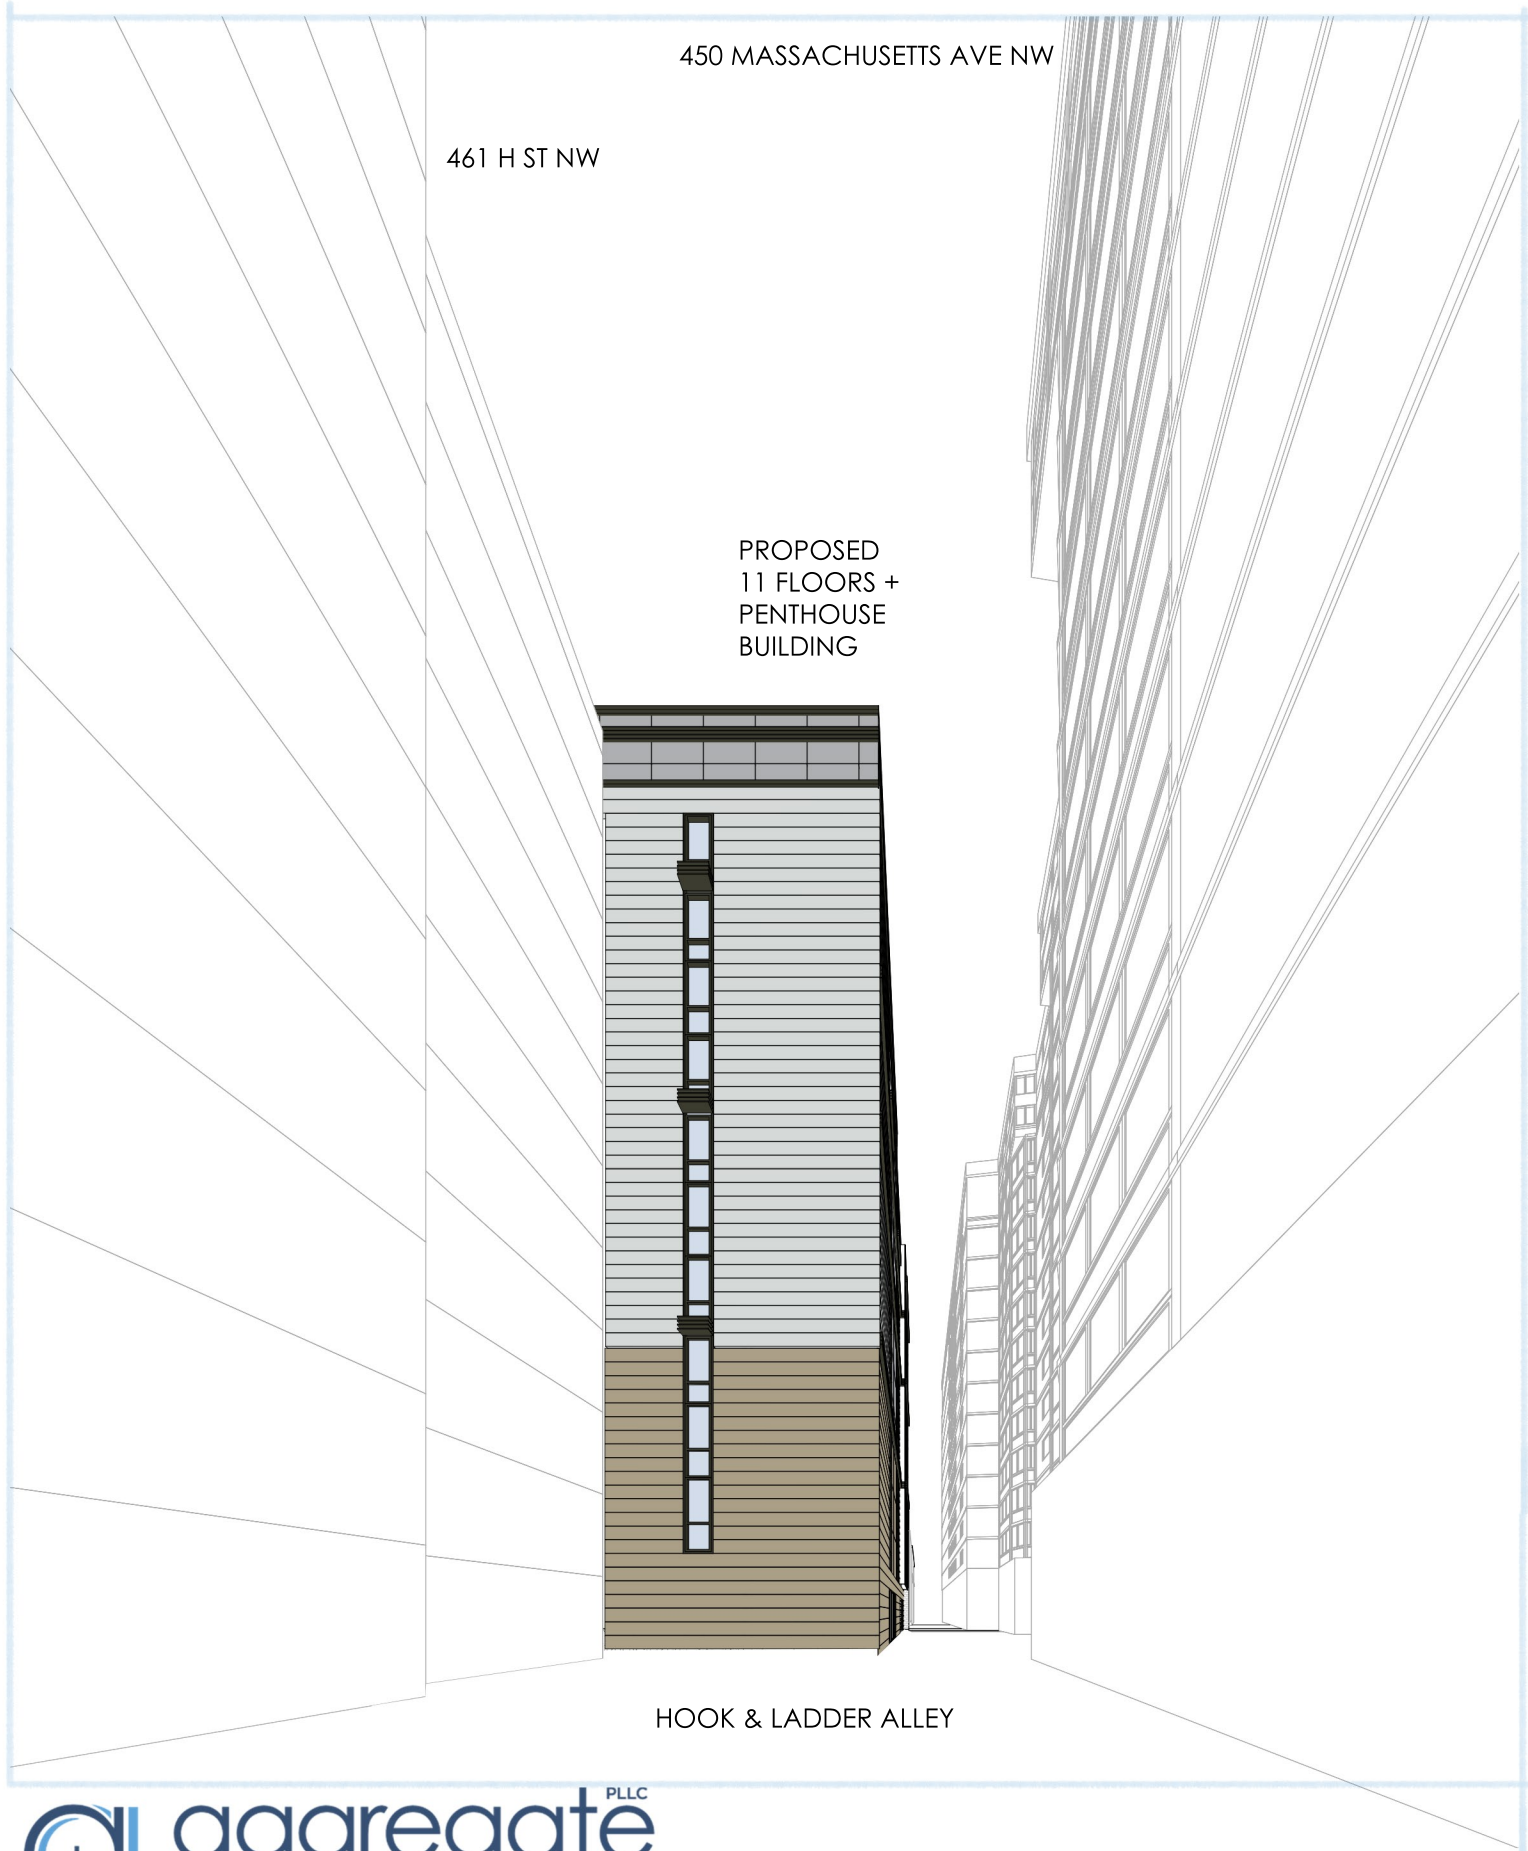 450 MASSACHUSETTS AVE NW
461 H ST NW
PROPOSED
11 FLOORS +
PENTHOUSE
BUILDING
HOOK & LADDER ALLEY
PLLC
aggregate